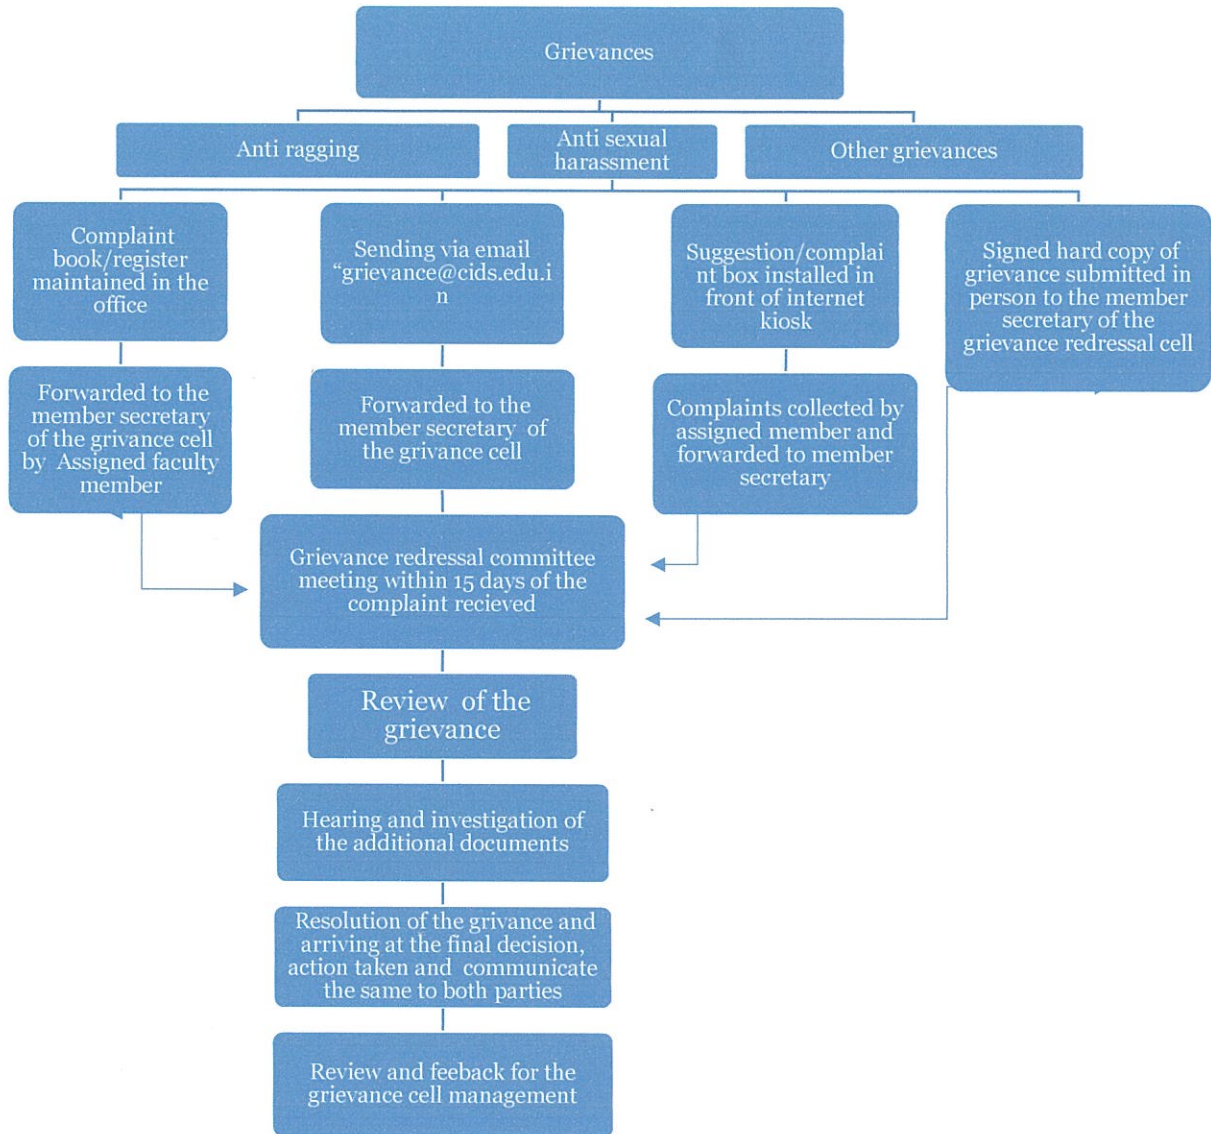 Grievances
Anti ragging
Anti sexual
harassment
Other grievances
Complaint
book/register
maintained in the
office
Sending via email
“grievance@cids.edu.i
n
Suggestion/complai
nt box installed in
front of internet
kiosk
Signed hard copy of
grievance submitted in
person to the member
secretary of the
grievance redressal cell
Forwarded to the
member secretary
of the grivance cell
by Assigned faculty
member
Forwarded to the
member secretary of
the grivance cell
Complaints collected by
assigned member and
forwarded to member
secretary
Grievance redressal committee
meeting within 15 days of the
complaint recieved
Review of the
grievance
Hearing and investigation of
the additional documents
Resolution of the grivance and
arriving at the final decision,
action taken and communicate
the same to both parties
Review and feeback for the
grievance cell management